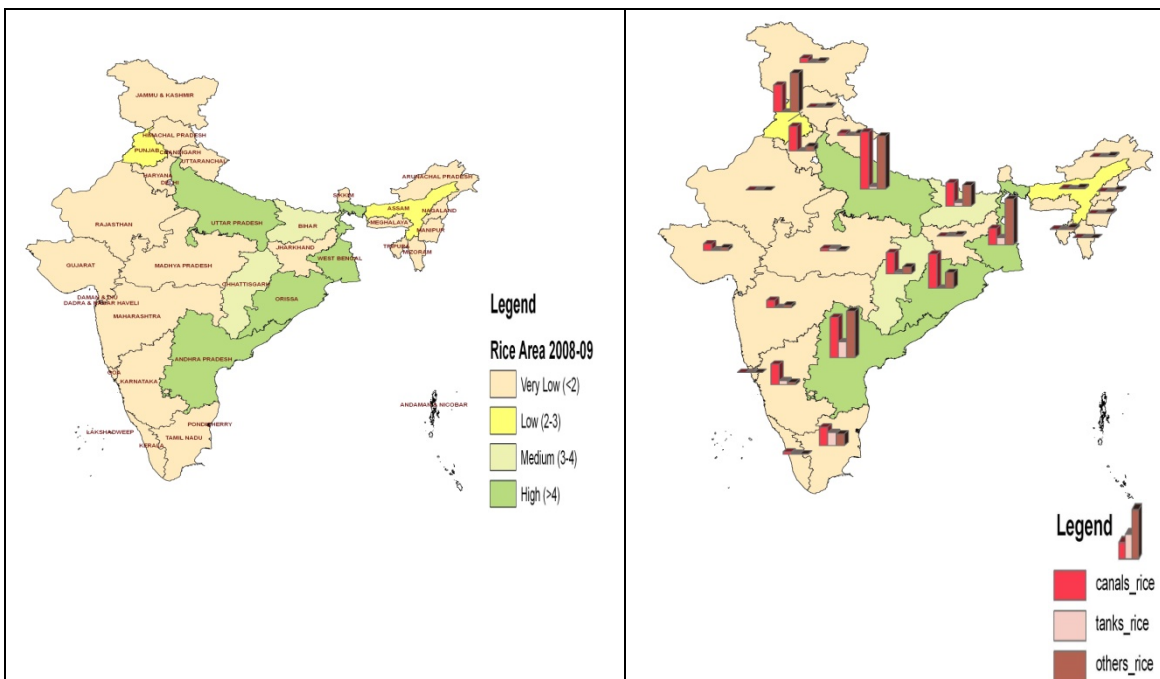 JAMMU & KASHMIR
HIMACHAL PRADESH
PUNJAB
CHANDIGARH
UTTARANCHAL
HARYANA
DELHI
ARUNACHAL PRADESH
SIKKIM
RAJASTHAN
UTTAR PRADESH
ASSAM
NAGALAND
BIHAR
MEGHALAYA
MANIPUR
TRIPURA
MIZORAM
JHARKHAND
GUJARAT
MADHYA PRADESH
WEST BENGAL
CHHATTISGARH
DAMAN & DIU
DADRA & NAGAR HAVELI
ORISSA
MAHARASHTRA
ANDHRA PRADESH
GOA
KARNATAKA
ANDAMAN & NICOBAR
PONDICHERRY
LAKSHADWEEP
TAMIL NADU
KERALA
Legend
Rice Area 2008-09
Very Low (<2)
Low (2-3)
Medium (3-4)
High (>4)
Legend
canals_rice
tanks_rice
others_rice